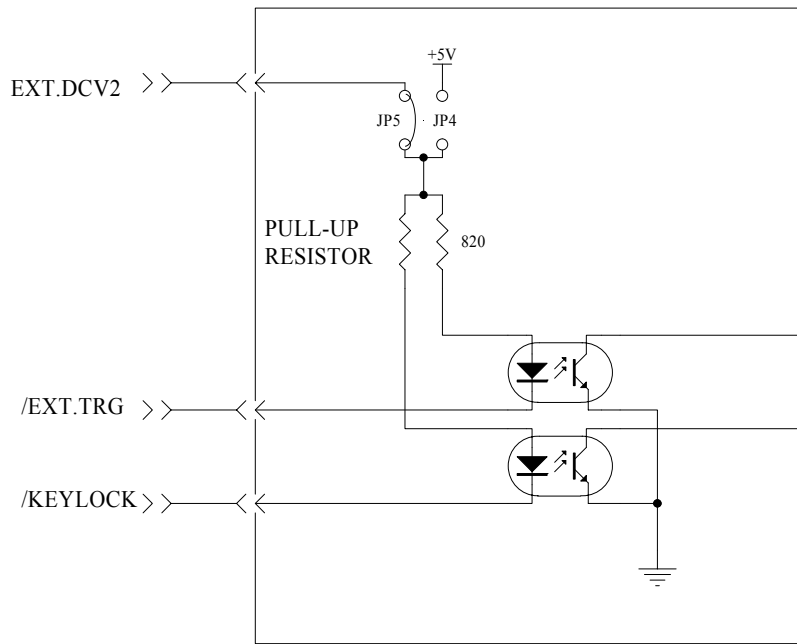 +5V
EXT.DCV2
JP5
JP4
PULL-UP
RESISTOR
820
/EXT.TRG
/KEYLOCK